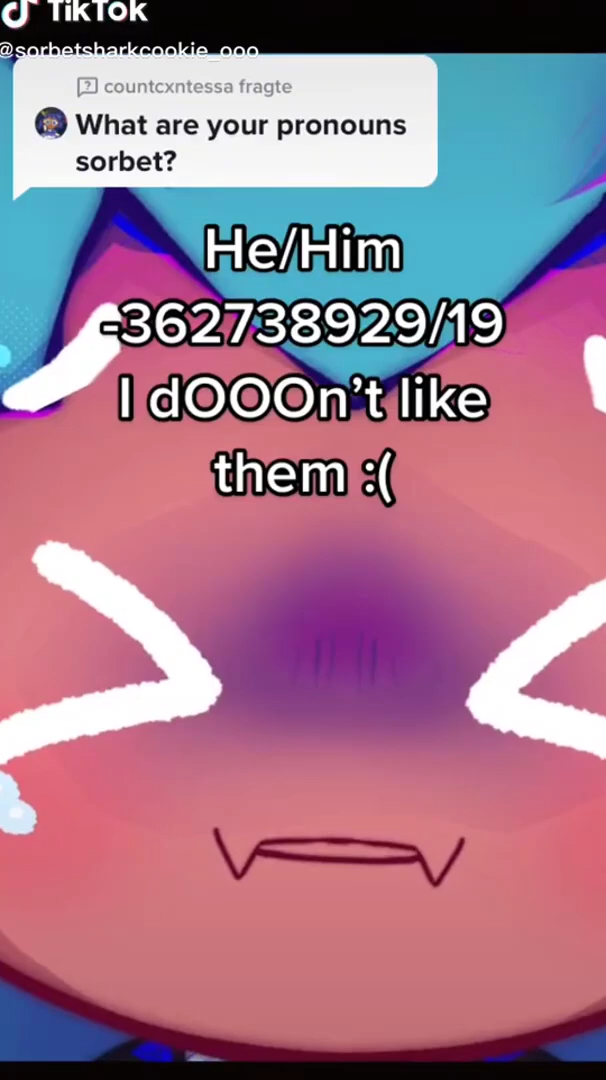 TikTok
@sorbetsharkcookie_ooo
countcxntessa fragte
What are your pronouns
sorbet?
He/Him
-362738929/19
I dOOOn't like
them :(